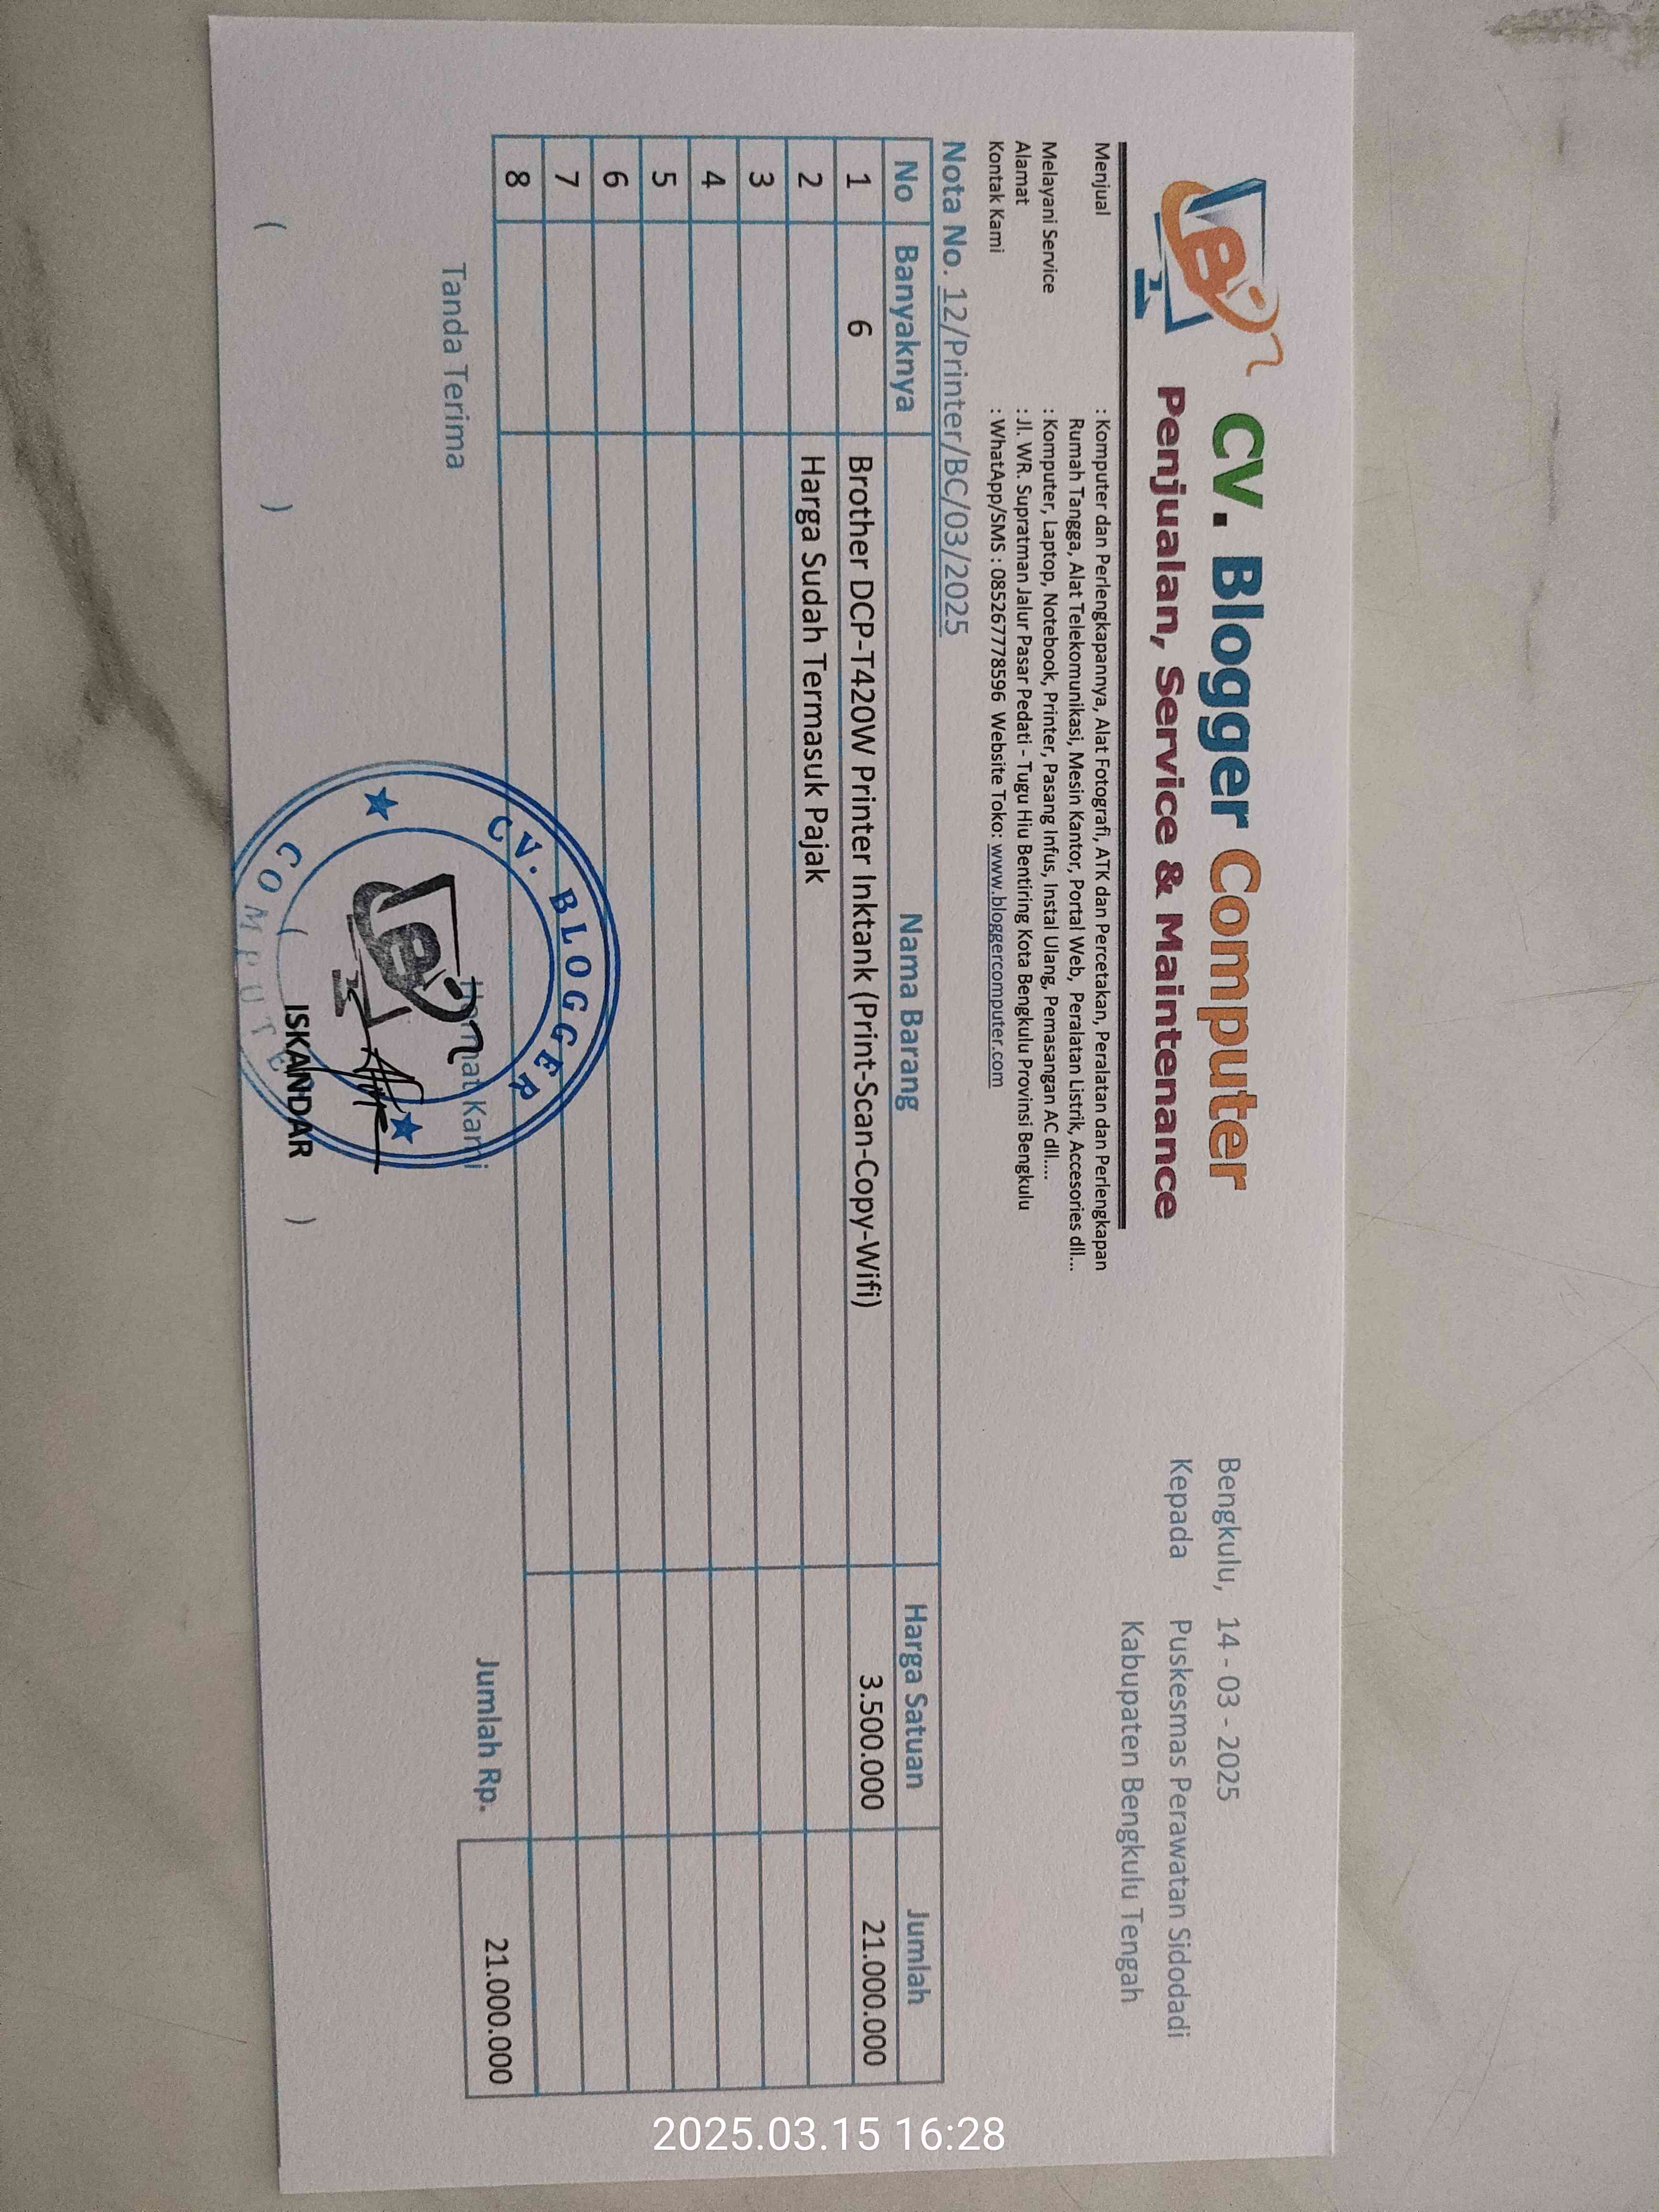 CV. Blogger Computer
Penjualan, Service & Maintenance
Bengkulu, 14 - 03 - 2025
Kepada Puskesmas Perawatan Sidodadi
Kabupaten Bengkulu Tengah
Menjual : Komputer dan Perlengkapannya, Alat Fotografi, ATK dan Percetakan, Peralatan dan Perlengkapan
Rumah Tangga, Alat Telekomunikasi, Mesin Kantor, Portal Web, Peralatan Listrik, Accesories dll...
Melayani Service : Komputer, Laptop, Notebook, Printer, Pasang Infus, Instal Ulang, Pemasangan AC dll....
Alamat : Jl. WR. Supratman Jalur Pasar Pedati - Tugu Hiu Bentiring Kota Bengkulu Provinsi Bengkulu
Kontak Kami : WhatApp/SMS : 085267778596 Website Toko: www.bloggercomputer.com
Nota No. 12/Printer/BC/03/2025
No Banyaknya Nama Barang Harga Satuan Jumlah
1 6 Brother DCP-T420W Printer Inktank (Print-Scan-Copy-Wifi) 3.500.000 21.000.000
2 Harga Sudah Termasuk Pajak
3
4
5
6
7
8
Jumlah Rp. 21.000.000
Tanda Terima Hormat Kami
CV. BLOGGER
COMPUTER
( ) ( ISKANDAR )
2025.03.15 16:28